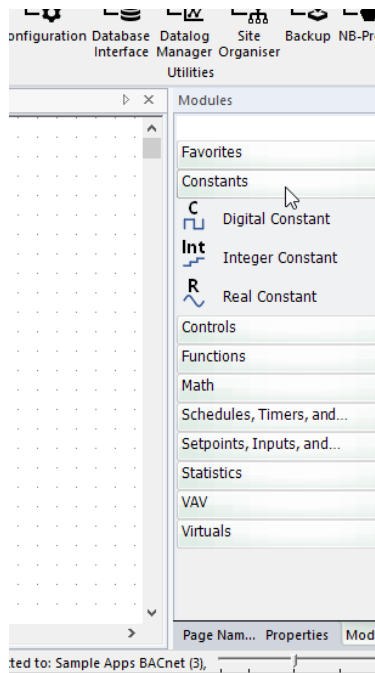 onfiguration Database Datalog Site Backup NB-Pr
Interface Manager Organiser
Utilities
Modules
Favorites
Constants
C
Digital Constant
Int
Integer Constant
R
Real Constant
Controls
Functions
Math
Schedules, Timers, and...
Setpoints, Inputs, and...
Statistics
VAV
Virtuals
Page Nam... Properties Mod
ted to: Sample Apps BACnet (3),